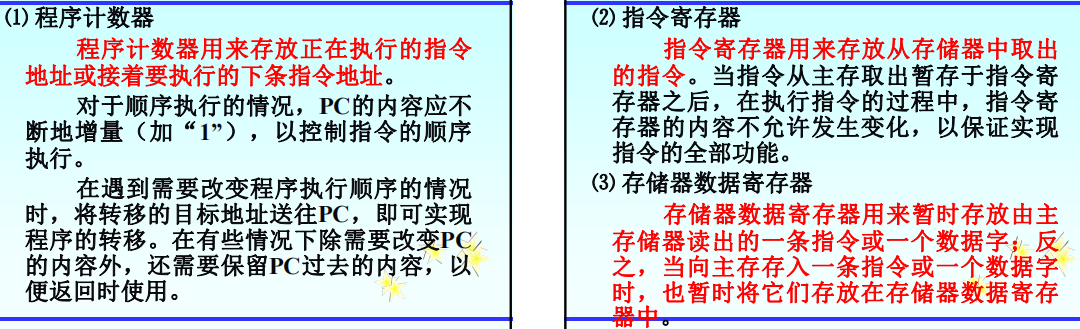 ⑴ 程序计数器
程序计数器用来存放正在执行的指令
地址或接着要执行的下条指令地址。
对于顺序执行的情况，PC的内容应不
断地增量（加“1”），以控制指令的顺序
执行。
在遇到需要改变程序执行顺序的情况
时，将转移的目标地址送往PC，即可实现
程序的转移。在有些情况下除需要改变PC
的内容外，还需要保留PC过去的内容，以
便返回时使用。
⑵ 指令寄存器
指令寄存器用来存放从存储器中取出
的指令。当指令从主存取出暂存于指令寄
存器之后，在执行指令的过程中，指令寄
存器的内容不允许发生变化，以保证实现
指令的全部功能。
⑶ 存储器数据寄存器
存储器数据寄存器用来暂时存放由主
存储器读出的一条指令或一个数据字；反
之，当向主存存入一条指令或一个数据字
时，也暂时将它们存放在存储器数据寄存
器中。